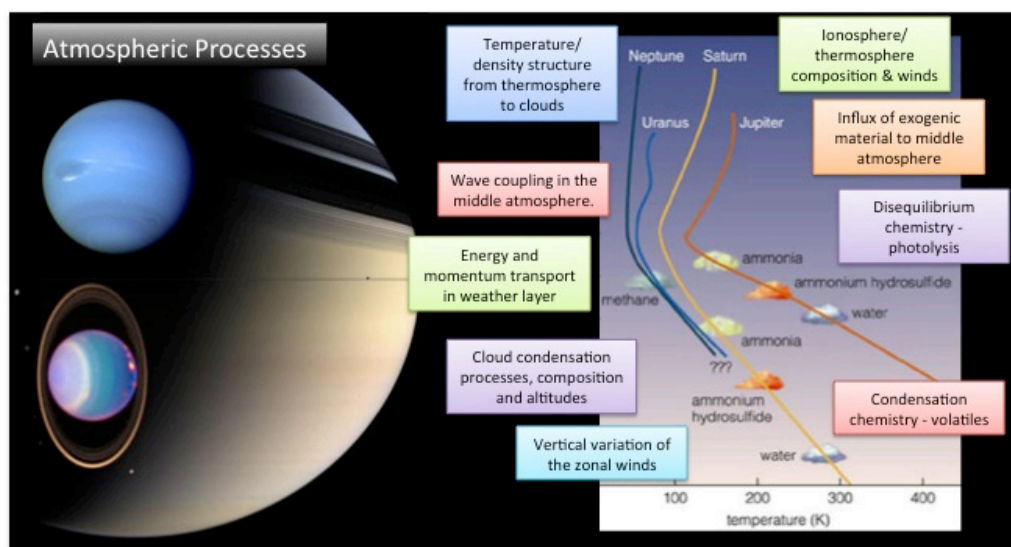 Atmospheric Processes
Temperature/
density structure
from thermosphere
to clouds
Ionosphere/
thermosphere
composition & winds
Neptune
Saturn
Uranus
Jupiter
Influx of exogenic
material to middle
atmosphere
Wave coupling in the
middle atmosphere.
Disequilibrium
chemistry -
photolysis
Energy and
momentum transport
in weather layer
ammonia
ammonium hydrosulfide
methane
water
ammonia
Cloud condensation
processes, composition
and altitudes
???
ammonium
hydrosulfide
Condensation
chemistry - volatiles
Vertical variation of
the zonal winds
water
100
200
300
400
temperature (K)